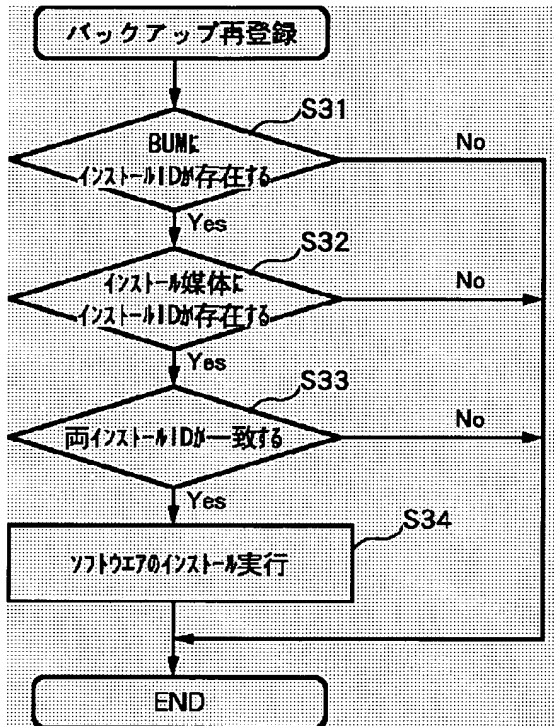 バックアップ再登録
S31
BUMに
インストールIDが存在する
No
Yes
S32
インストール媒体に
インストールIDが存在する
No
Yes
S33
両インストールIDが一致する
No
Yes
S34
ソフトウエアのインストール実行
END